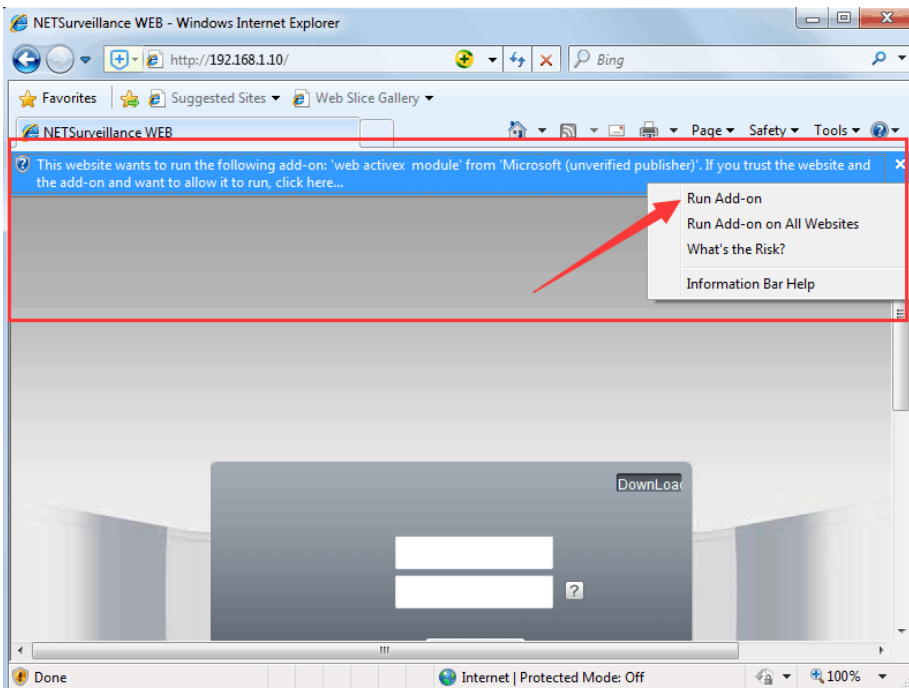 NETSurveillance WEB - Windows Internet Explorer
http://192.168.1.10/
Bing
Favorites
Suggested Sites
Web Slice Gallery
NETSurveillance WEB
Page
Safety
Tools
This website wants to run the following add-on: 'web activex module' from 'Microsoft (unverified publisher)'. If you trust the website and
the add-on and want to allow it to run, click here...
Run Add-on
Run Add-on on All Websites
What's the Risk?
Information Bar Help
DownLoad
?
Done
Internet | Protected Mode: Off
100%